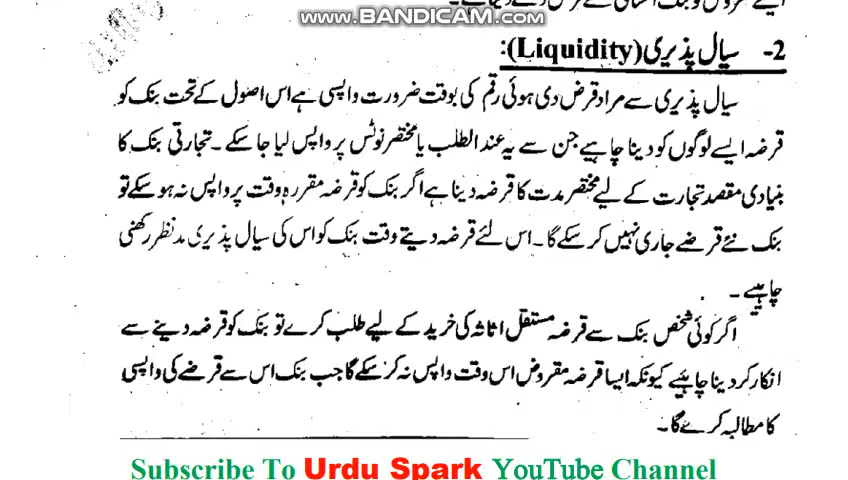 www.BANDICAM.com
2- سیال پذیری (Liquidity):
سیال پذیری سے مراد قرض دی ہوئی رقم کی بوقت ضرورت واپسی ہے اس اصول کے تحت بنک کو
قرضہ ایسے لوگوں کو دینا چاہیے جن سے یہ عند الطلب یا مختصر نوٹس پر واپس لیا جا سکے ۔ تجارتی بنک کا
بنیادی مقصد تجارت کے لیے مختصر مدت کا قرضہ دینا ہے اگر بنک کو قرضہ مقررہ وقت پر واپس نہ ہو سکے تو
بنک نئے قرضے جاری نہیں کر سکے گا۔ اس لئے قرضہ دیتے وقت بنک کو اس کی سیال پذیری مدنظر رکھنی
چاہیے ۔
اگر کوئی شخص بنک سے قرضہ مستقل اثاثہ کی خرید کے لیے طلب کرے تو بنک کو قرضہ دینے سے
انکار کر دینا چاہئیے کیونکہ ایسا قرضہ مقروض اس وقت واپس نہ کر سکے گا جب بنک اس سے قرضے کی واپسی
کا مطالبہ کرے گا ۔
Subscribe To Urdu Spark YouTube Channel